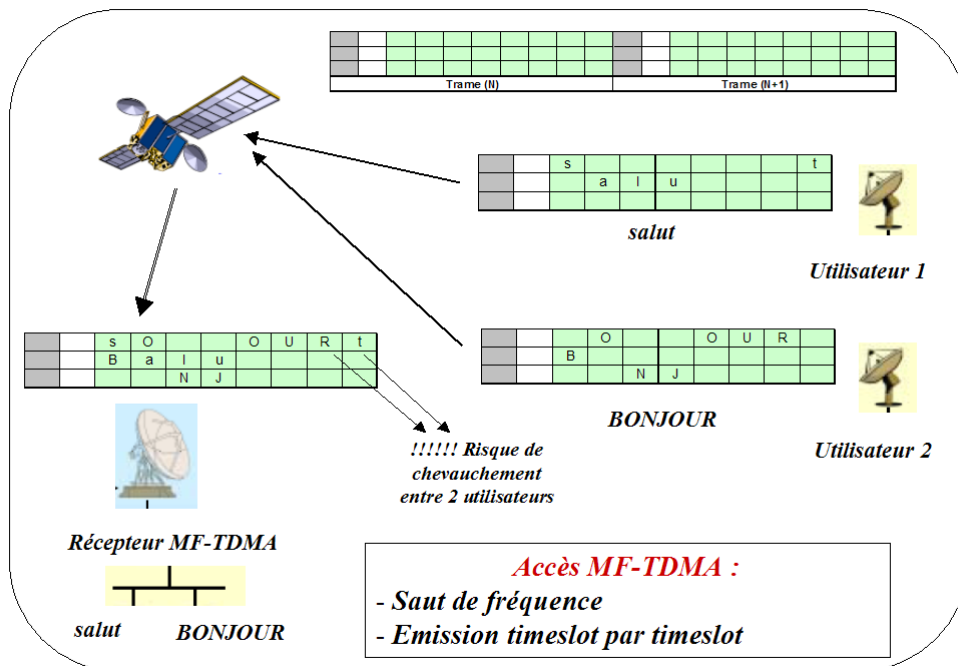 Trame (N) Trame (N+1)
s t
a l u
salut
Utilisateur 1
s O O U R t
B a l u
N J
O O U R
B
N J
BONJOUR
Utilisateur 2
!!!!!! Risque de
chevauchement
entre 2 utilisateurs
Récepteur MF-TDMA
salut BONJOUR
Accès MF-TDMA :
- Saut de fréquence
- Emission timeslot par timeslot